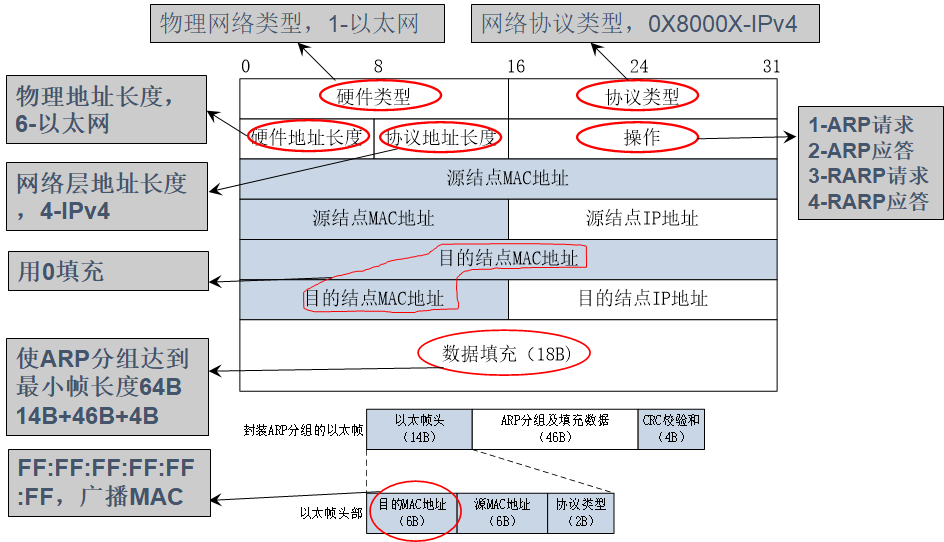 物理网络类型，1-以太网
网络协议类型，0X8000X-IPv4
0 8 16 24 31
物理地址长度，
6-以太网
硬件类型
协议类型
硬件地址长度
协议地址长度
操作
1-ARP请求
2-ARP应答
3-RARP请求
4-RARP应答
网络层地址长度
，4-IPv4
源结点MAC地址
源结点MAC地址
源结点IP地址
用0填充
目的结点MAC地址
目的结点MAC地址
目的结点IP地址
使ARP分组达到
最小帧长度64B
14B+46B+4B
数据填充（18B）
封装ARP分组的以太帧
以太帧头
（14B）
ARP分组及填充数据
（46B）
CRC校验和
（4B）
FF:FF:FF:FF:FF
:FF，广播MAC
以太帧头部
目的MAC地址
（6B）
源MAC地址
（6B）
协议类型
（2B）